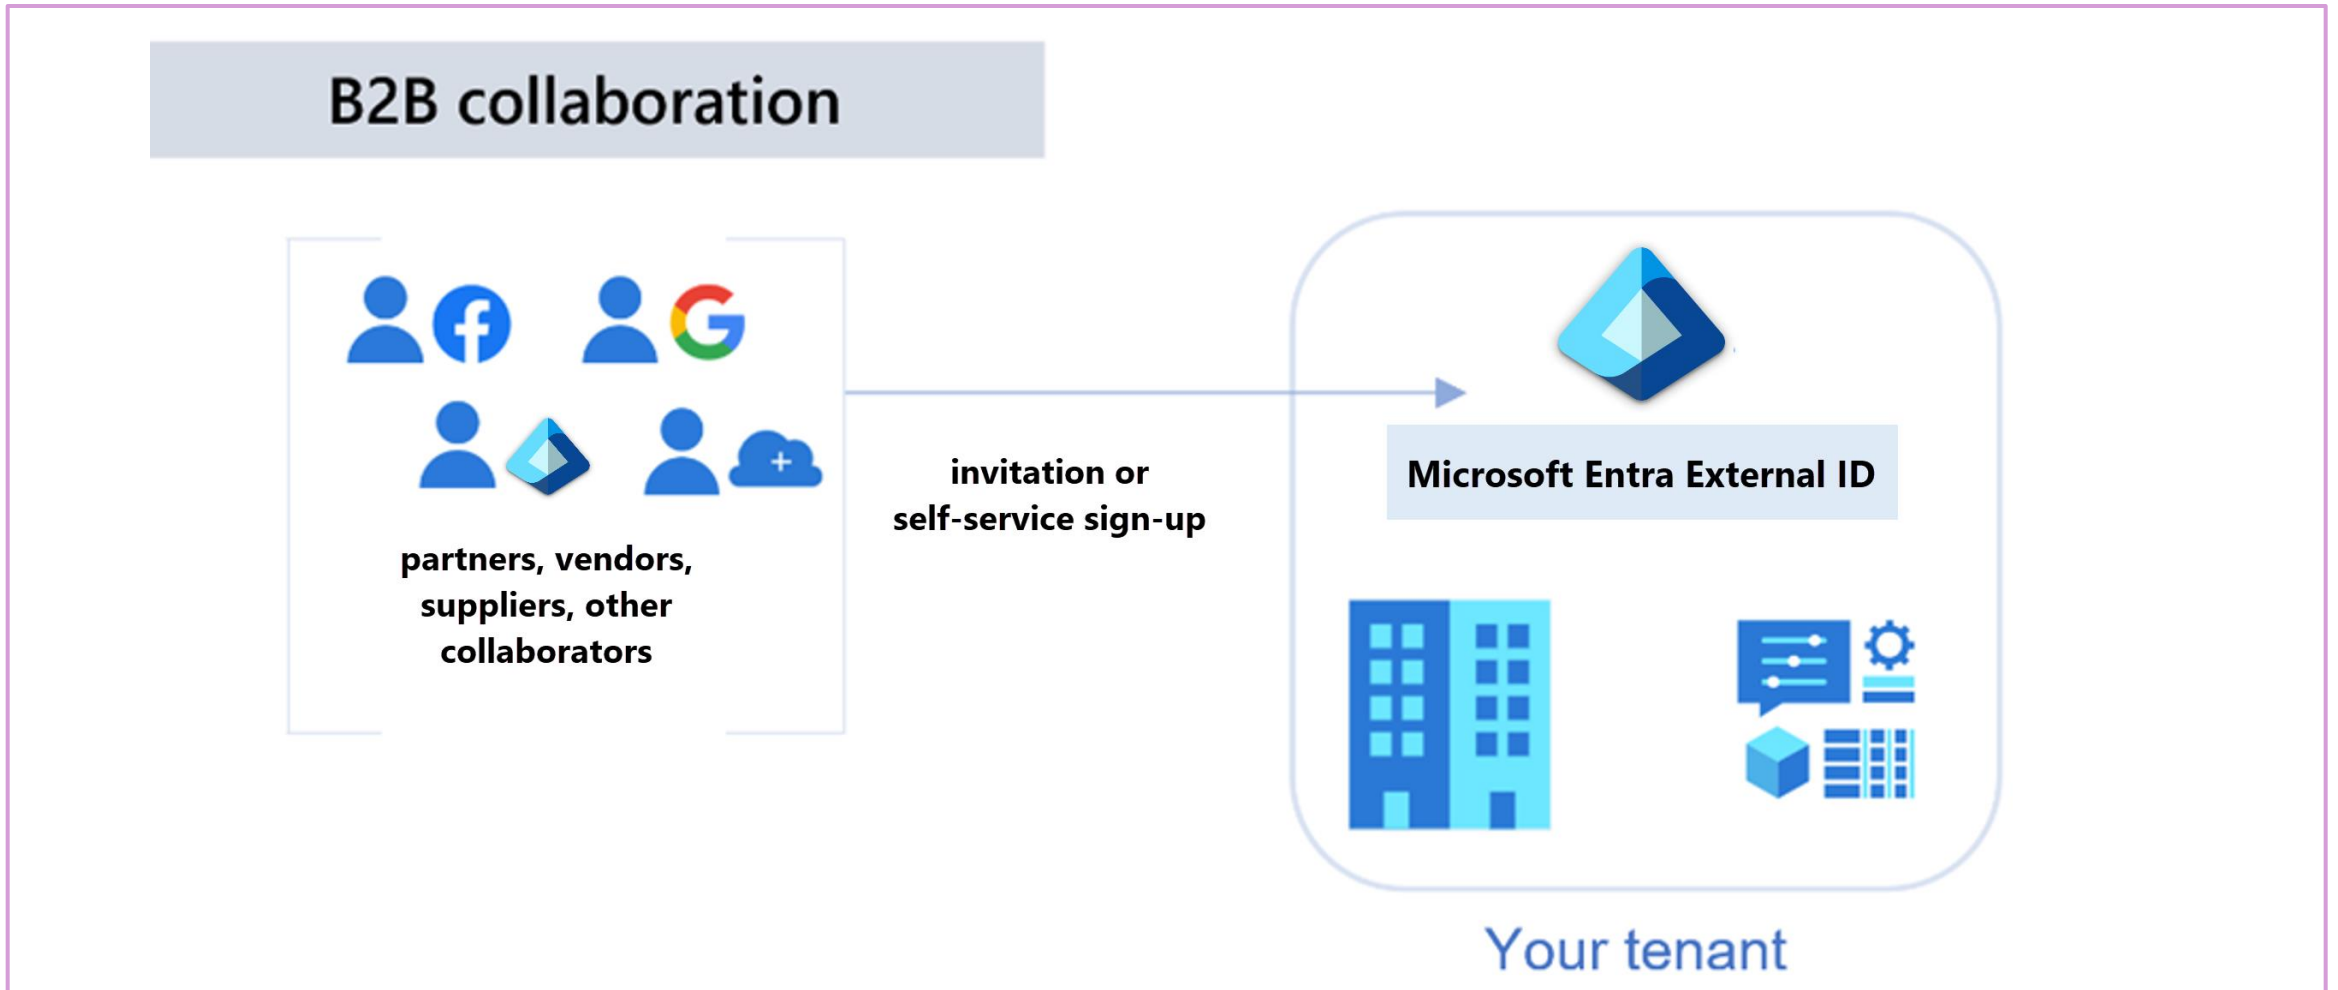 B2B collaboration
partners, vendors,
suppliers, other
collaborators
invitation or
self-service sign-up
Microsoft Entra External ID
Your tenant